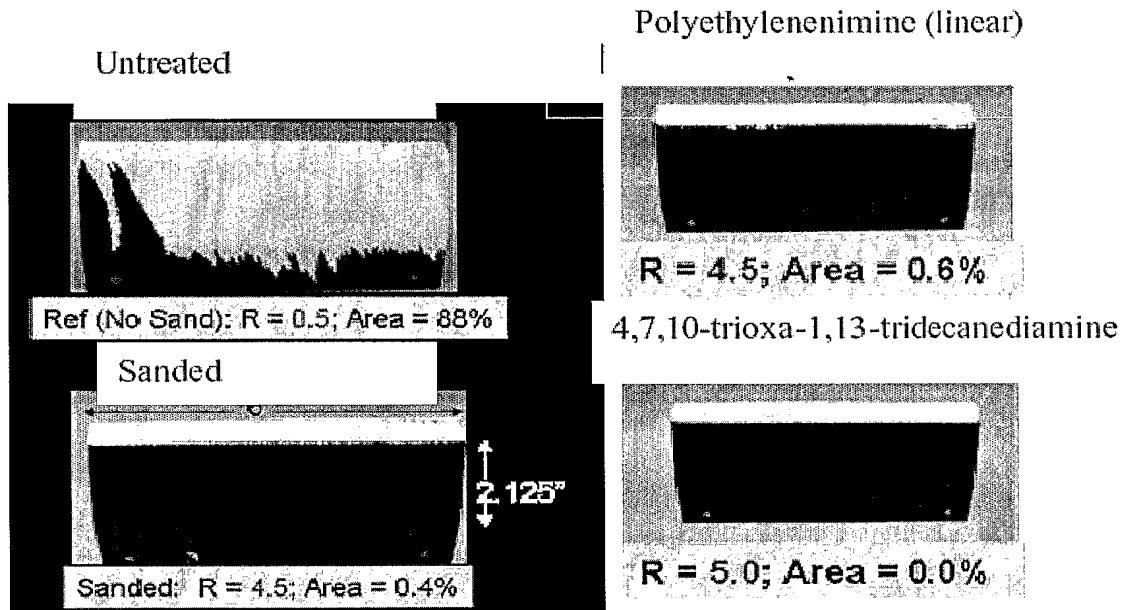 Untreated
Ref (No Sand): R = 0.5; Area = 88%
Sanded
2.125"
Sanded: R = 4.5; Area = 0.4%
Polyethylenenimine (linear)
R = 4.5; Area = 0.6%
4,7,10-trioxa-1,13-tridecanediamine
R = 5.0; Area = 0.0%